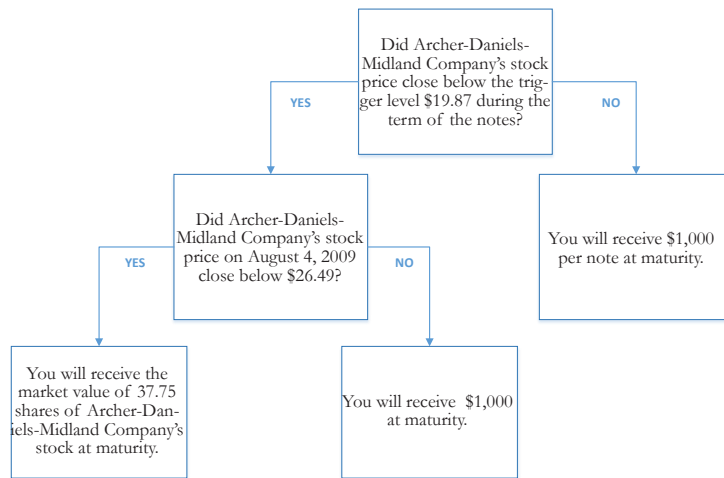 Did Archer-Daniels-
Midland Company's stock
price close below the trig-
ger level $19.87 during the
term of the notes?
YES
NO
Did Archer-Daniels-
Midland Company's stock
price on August 4, 2009
close below $26.49?
You will receive $1,000
per note at maturity.
YES
NO
You will receive the
market value of 37.75
shares of Archer-Dan-
iels-Midland Company's
stock at maturity.
You will receive $1,000
at maturity.